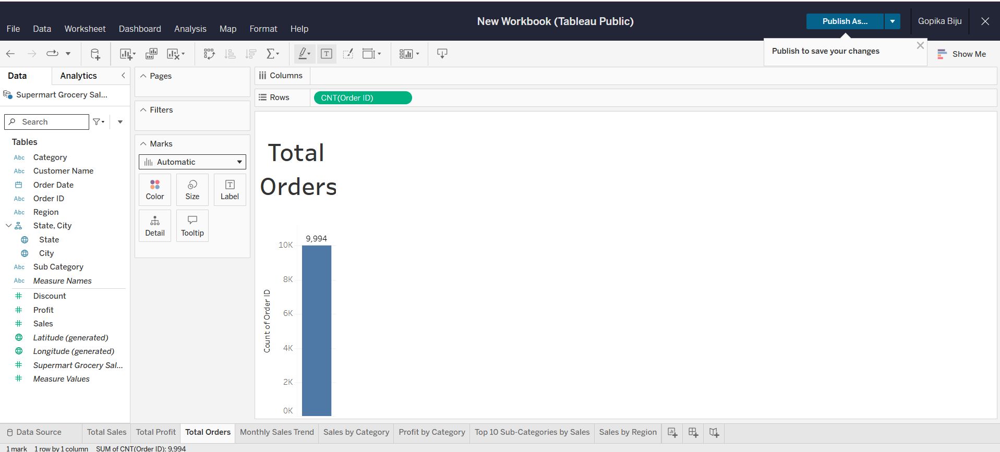 New Workbook (Tableau Public)
Publish As...
Gopika Biju
File Data Worksheet Dashboard Analysis Map Format Help
Publish to save your changes
Show Me
Data Analytics
Supermart Grocery Sal...
Search
Tables
Abc Category
Abc Customer Name
Order Date
Abc Order ID
Abc Region
State, City
State
City
Abc Sub Category
Abc Measure Names
Discount
Profit
Sales
Latitude (generated)
Longitude (generated)
Supermart Grocery Sal...
Measure Values
Pages
Filters
Marks
Automatic
Color Size Label
Detail Tooltip
Columns
Rows CNT(Order ID)
Total
Orders
9,994
10K
8K
6K
4K
2K
0K
Count of Order ID
Data Source Total Sales Total Profit Total Orders Monthly Sales Trend Sales by Category Profit by Category Top 10 Sub-Categories by Sales Sales by Region
1 mark 1 row by 1 column SUM of CNT(Order ID): 9,994